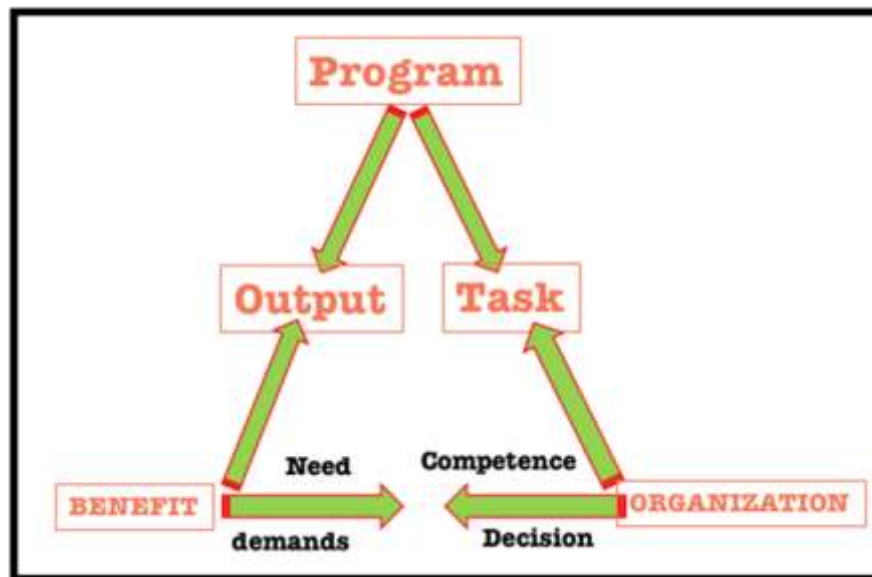 Program
Output Task
Need Competence
BENEFIT ORGANIZATION
demands Decision